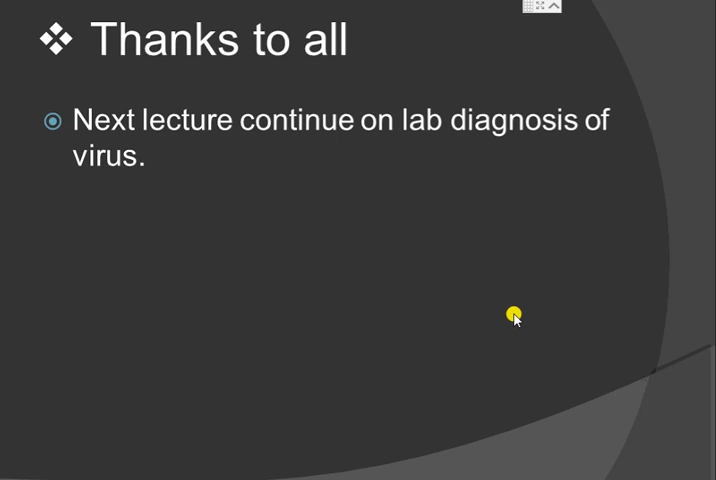 ❖ Thanks to all
Next lecture continue on lab diagnosis of
virus.